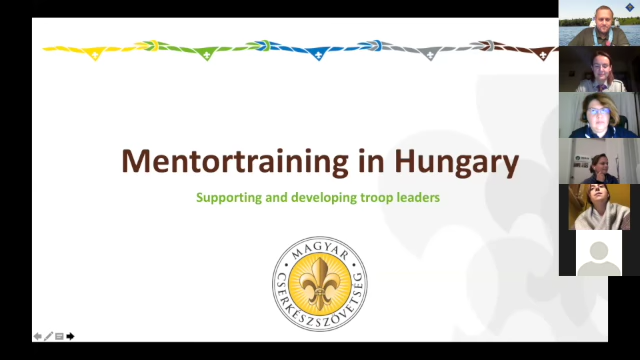 Mentortraining in Hungary
Supporting and developing troop leaders
• MAGYAR •
CSERKÉSZSZÖVETSÉG